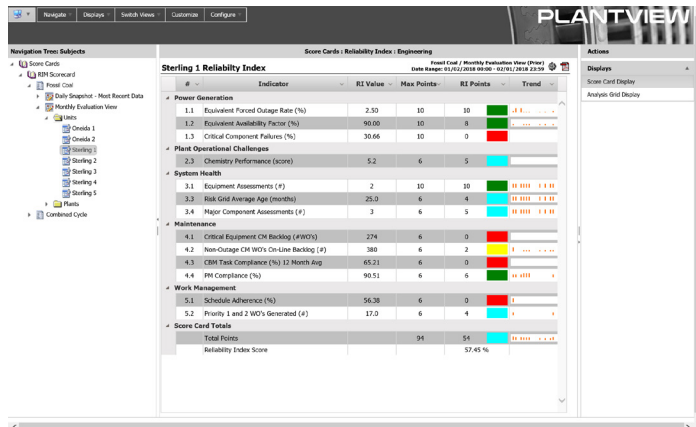 PLANTVIEW
Navigate Displays Switch Views Customize Configure
Navigation Tree: Subjects
Score Cards : Reliability Index : Engineering
Actions
Score Cards
RIM Scorecard
Fossil Coal
Daily Snapshot - Most Recent Data
Monthly Evaluation View
Units
Oneida 1
Oneida 2
Sterling 1
Sterling 2
Sterling 3
Sterling 4
Sterling 5
Plants
Combined Cycle
Sterling 1 Reliabilty Index
Fossil Coal / Monthly Evaluation View (Prior)
Date Range: 01/02/2018 00:00 - 02/01/2018 23:59
# Indicator RI Value Max Points RI Points Trend
Power Generation
1.1 Equivalent Forced Outage Rate (%) 2.50 10 10
1.2 Equivalent Availability Factor (%) 90.00 10 8
1.3 Critical Component Failures (%) 30.66 10 0
Plant Operational Challenges
2.3 Chemistry Performance (score) 5.2 6 5
System Health
3.1 Equipment Assessments (#) 2 10 10
3.3 Risk Grid Average Age (months) 25.0 6 4
3.4 Major Component Assessments (#) 3 6 5
Maintenance
4.1 Critical Equipment CM Backlog (#WO's) 274 6 0
4.2 Non-Outage CM WO's On-Line Backlog (#) 380 6 2
4.3 CBM Task Compliance (%) 12 Month Avg 65.21 6 0
4.4 PM Compliance (%) 90.51 6 6
Work Management
5.1 Schedule Adherence (%) 56.38 6 0
5.2 Priority 1 and 2 WO's Generated (#) 17.0 6 4
Score Card Totals
Total Points 94 54
Reliability Index Score 57.45 %
Displays
Score Card Display
Analysis Grid Display